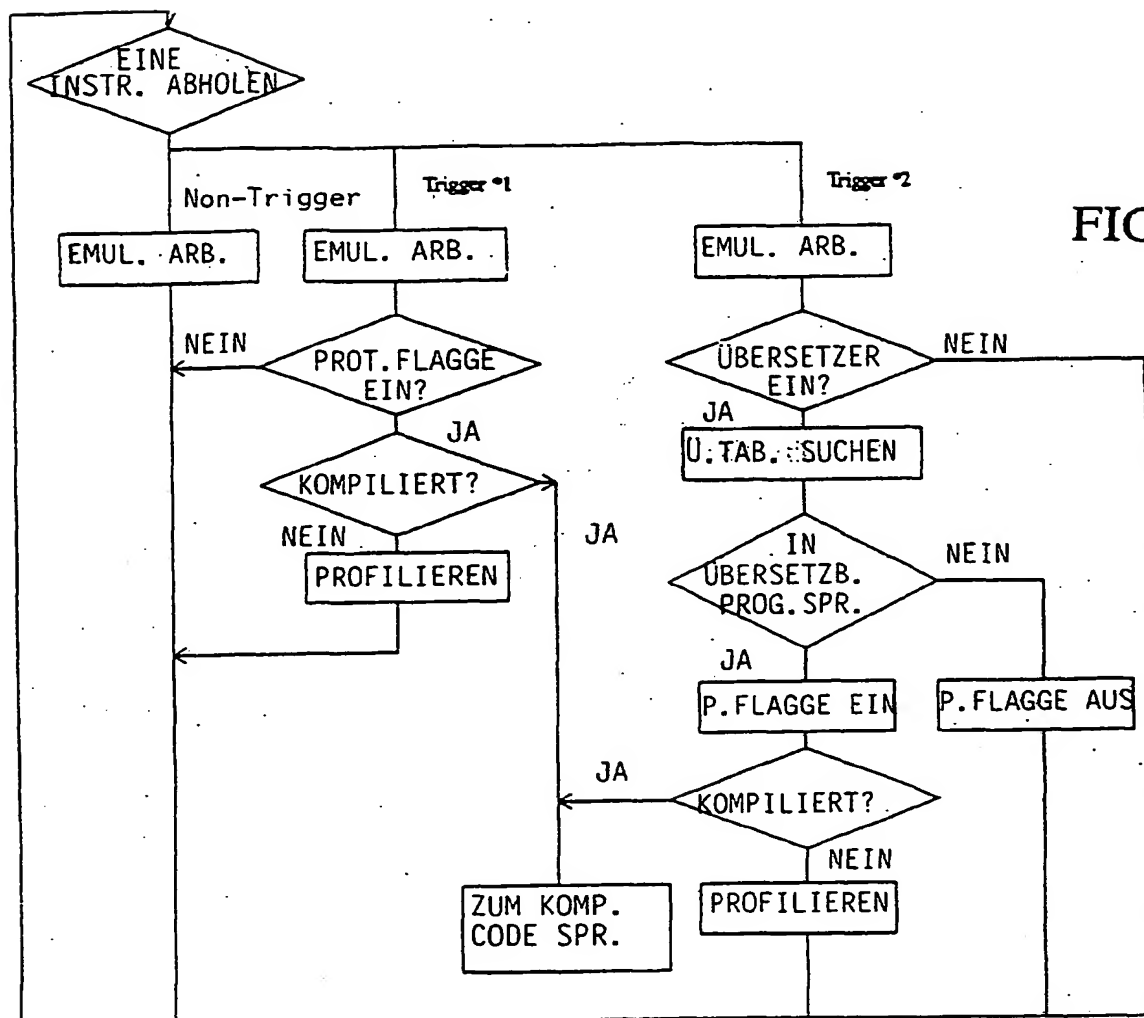 EINE
INSTR. ABHOLEN
Non-Trigger
Trigger #1
Trigger #2
FIG
EMUL. ARB.
EMUL. ARB.
EMUL. ARB.
NEIN
PROT.FLAGGE
EIN?
ÜBERSETZER
EIN?
NEIN
JA
JA
Ü.TAB. SUCHEN
KOMPILIERT?
JA
NEIN
PROFILIEREN
IN
ÜBERSETZB.
PROG.SPR.
NEIN
JA
P.FLAGGE EIN
P.FLAGGE AUS
JA
KOMPILIERT?
NEIN
ZUM KOMP.
CODE SPR.
PROFILIEREN